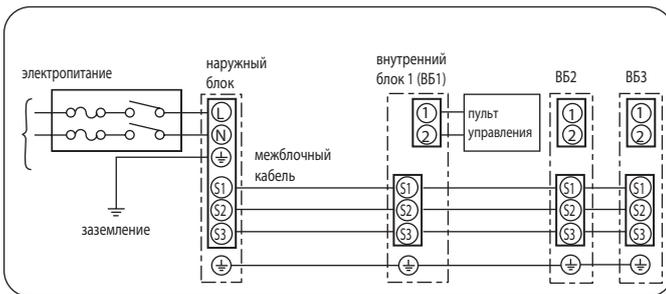 электропитание
наружный
блок
внутренний
блок 1 (ВБ1)
ВБ2
ВБ3
L
N
1
2
пульт
управления
1
2
1
2
межблочный
кабель
заземление
S1
S2
S3
S1
S2
S3
S1
S2
S3
S1
S2
S3